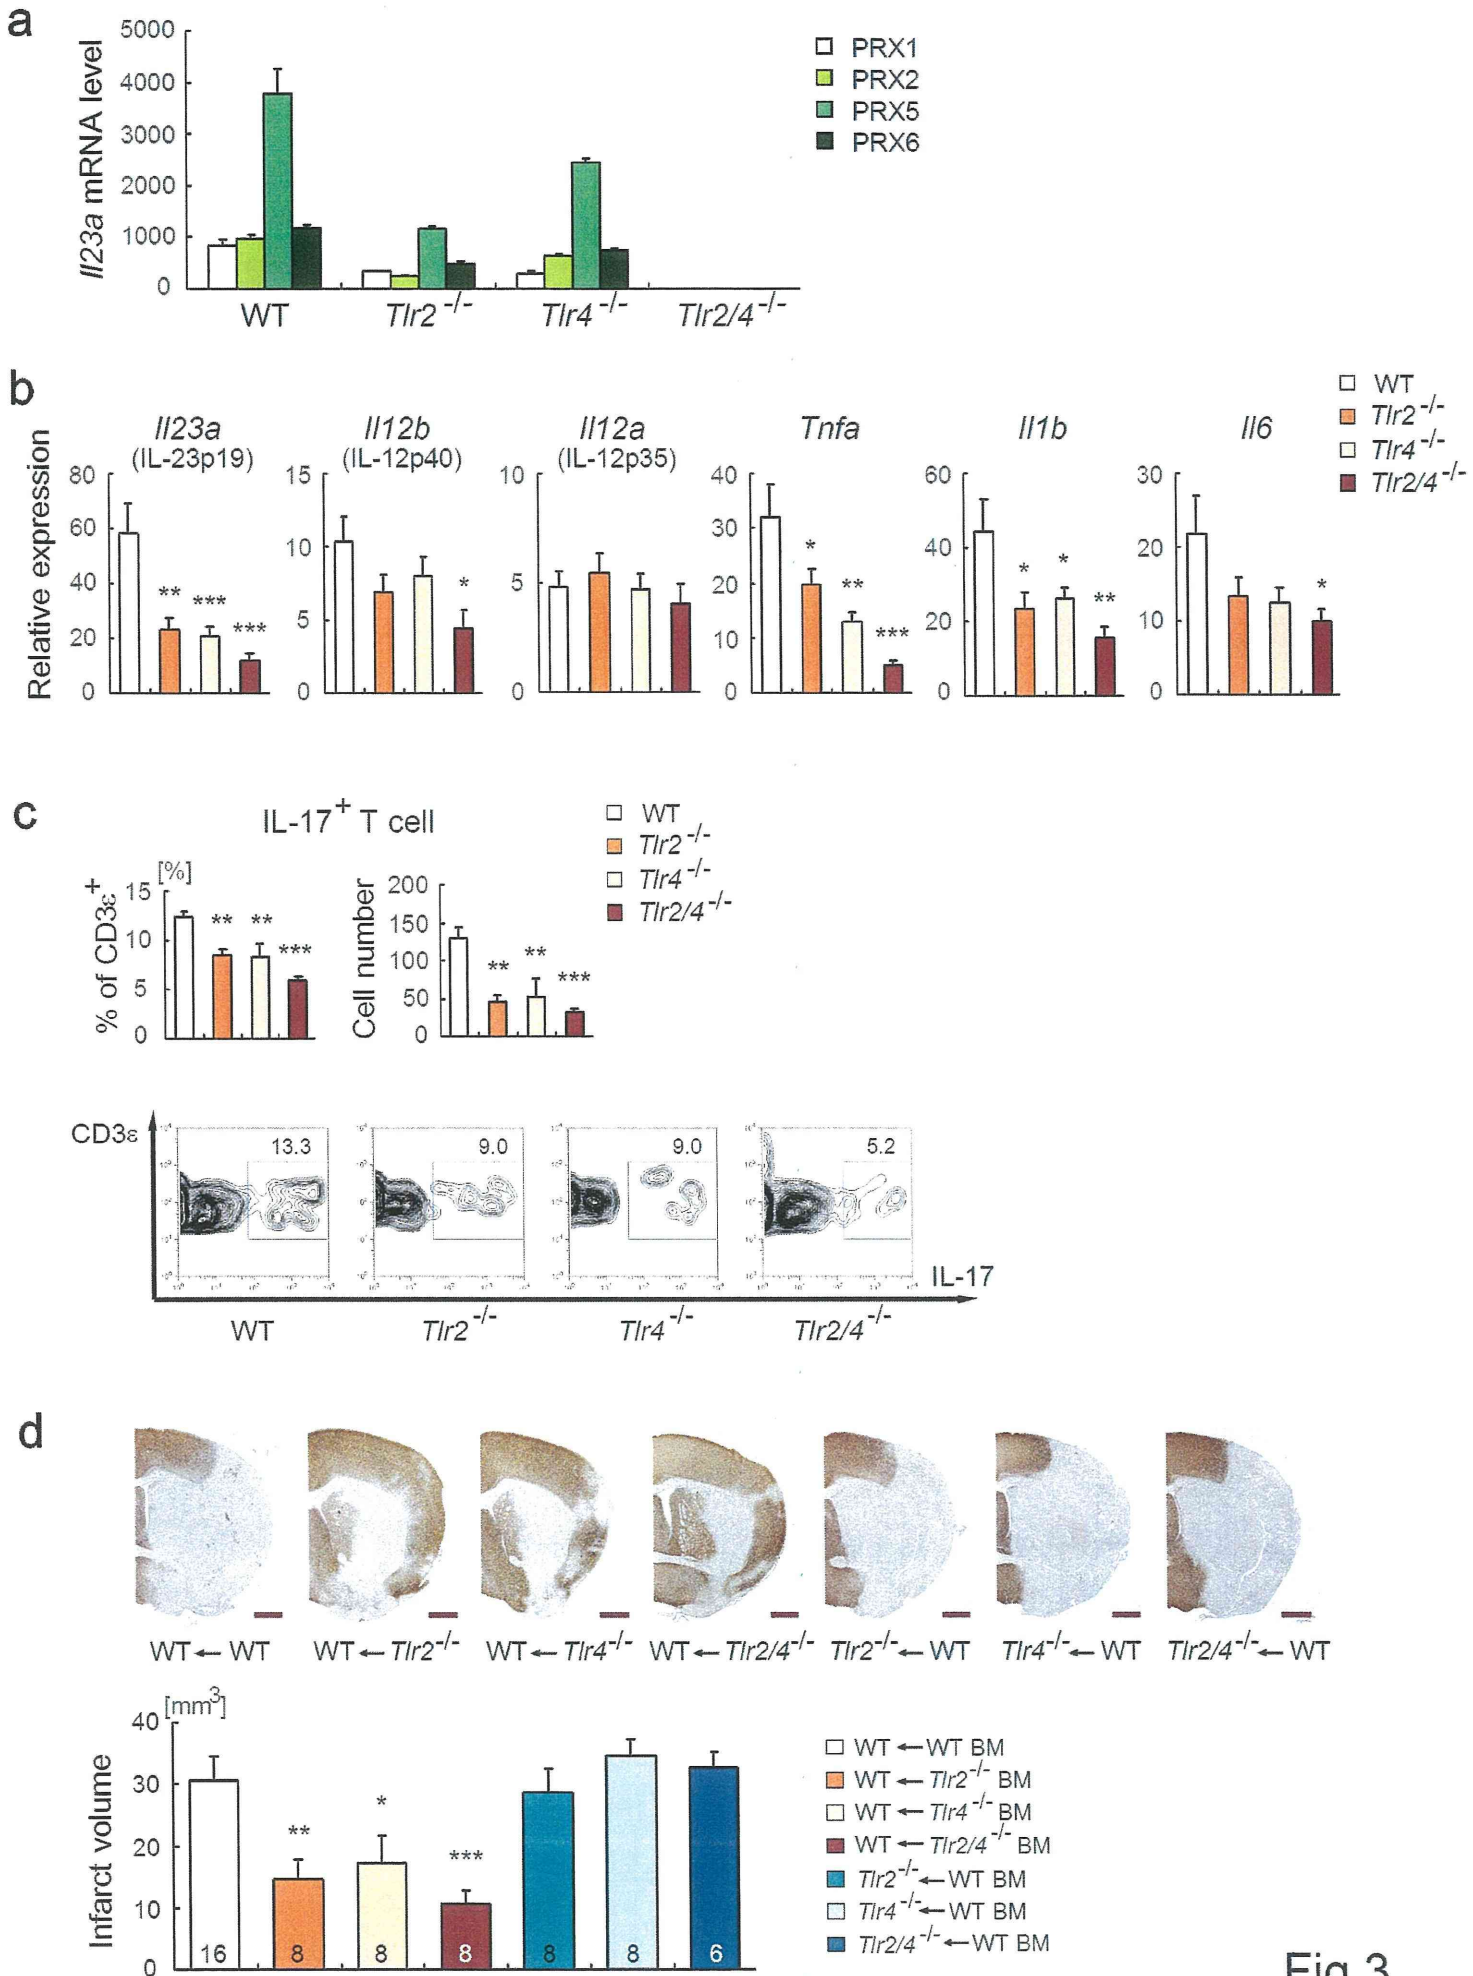 a
Il23a mRNA level
5000
4000
3000
2000
1000
0
WT
Tlr2 -/-
Tlr4 -/-
Tlr2/4 -/-
PRX1
PRX2
PRX5
PRX6
b
Relative expression
Il23a
(IL-23p19)
80
60
40
20
0
** *** ***
Il12b
(IL-12p40)
15
10
5
0
*
Il12a
(IL-12p35)
10
5
0
Tnfa
40
30
20
10
0
* ** ***
Il1b
60
40
20
0
* * **
Il6
30
20
10
0
*
WT
Tlr2 -/-
Tlr4 -/-
Tlr2/4 -/-
c
IL-17+ T cell
% of CD3ε+
[%]
15
10
5
0
** ** ***
Cell number
200
150
100
50
0
** ** ***
WT
Tlr2 -/-
Tlr4 -/-
Tlr2/4 -/-
CD3ε
13.3
9.0
9.0
5.2
IL-17
WT
Tlr2 -/-
Tlr4 -/-
Tlr2/4 -/-
d
WT ← WT
WT ← Tlr2-/-
WT ← Tlr4-/-
WT ← Tlr2/4-/-
Tlr2-/- ← WT
Tlr4-/- ← WT
Tlr2/4-/- ← WT
Infarct volume
[mm3]
40
30
20
10
0
** * ***
16 8 8 8 8 8 6
WT ← WT BM
WT ← Tlr2-/- BM
WT ← Tlr4-/- BM
WT ← Tlr2/4-/- BM
Tlr2-/- ← WT BM
Tlr4-/- ← WT BM
Tlr2/4-/- ← WT BM
Fig 3